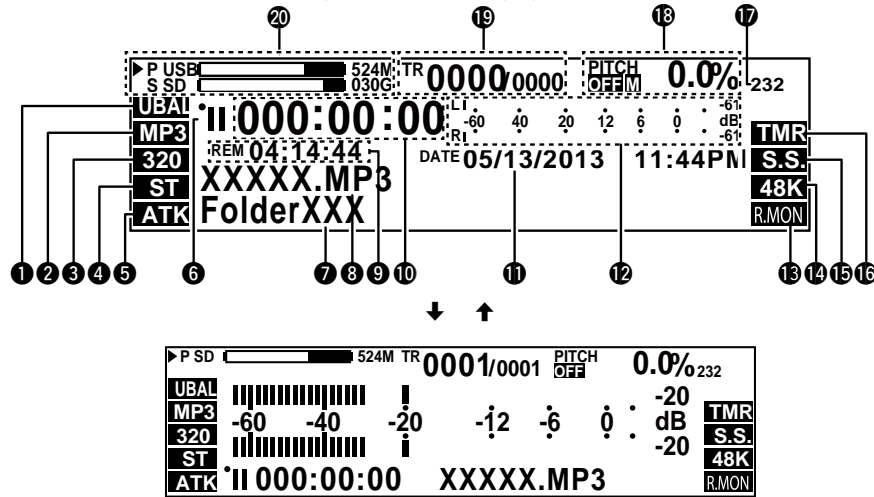 ⑳ ⑲ ⑱ ⑰
P USB 524M TR 0000/0000 PITCH OFF M 0.0% 232
S SD 030G
UBAL 000:00:00 L -60 40 20 12 6 0 -61 dB
MP3 R -61 TMR
320 REM 04:14:44 DATE 05/13/2013 11:44PM S.S.
ST XXXXX.MP3 48K
ATK FolderXXX R.MON
❶ ❷ ❸ ❹ ❺ ❻ ❼ ❽ ❾ ❿ ⓫ ⓬ ⓭ ⓮ ⓯ ⓰
P SD 524M TR 0001/0001 PITCH OFF 0.0% 232
UBAL -20
MP3 -60 -40 -20 -12 -6 0 dB TMR
320 -20 S.S.
ST 48K
ATK 000:00:00 XXXXX.MP3 R.MON